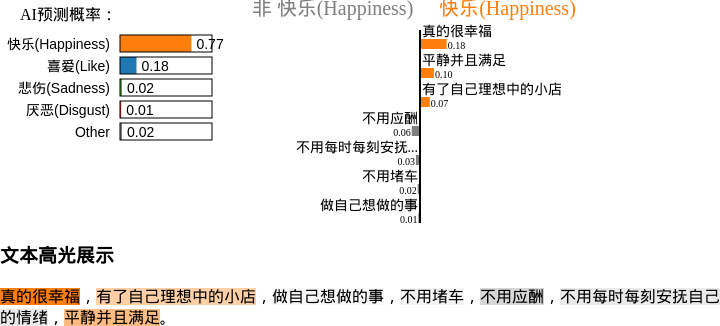 AI预测概率：
快乐(Happiness) 0.77
喜爱(Like) 0.18
悲伤(Sadness) 0.02
厌恶(Disgust) 0.01
Other 0.02
非 快乐(Happiness) 快乐(Happiness)
真的很幸福
0.18
平静并且满足
0.10
有了自己理想中的小店
0.07
不用应酬
0.06
不用每时每刻安抚...
0.03
不用堵车
0.02
做自己想做的事
0.01
文本高光展示
真的很幸福，有了自己理想中的小店，做自己想做的事，不用堵车，不用应酬，不用每时每刻安抚自己
的情绪，平静并且满足。